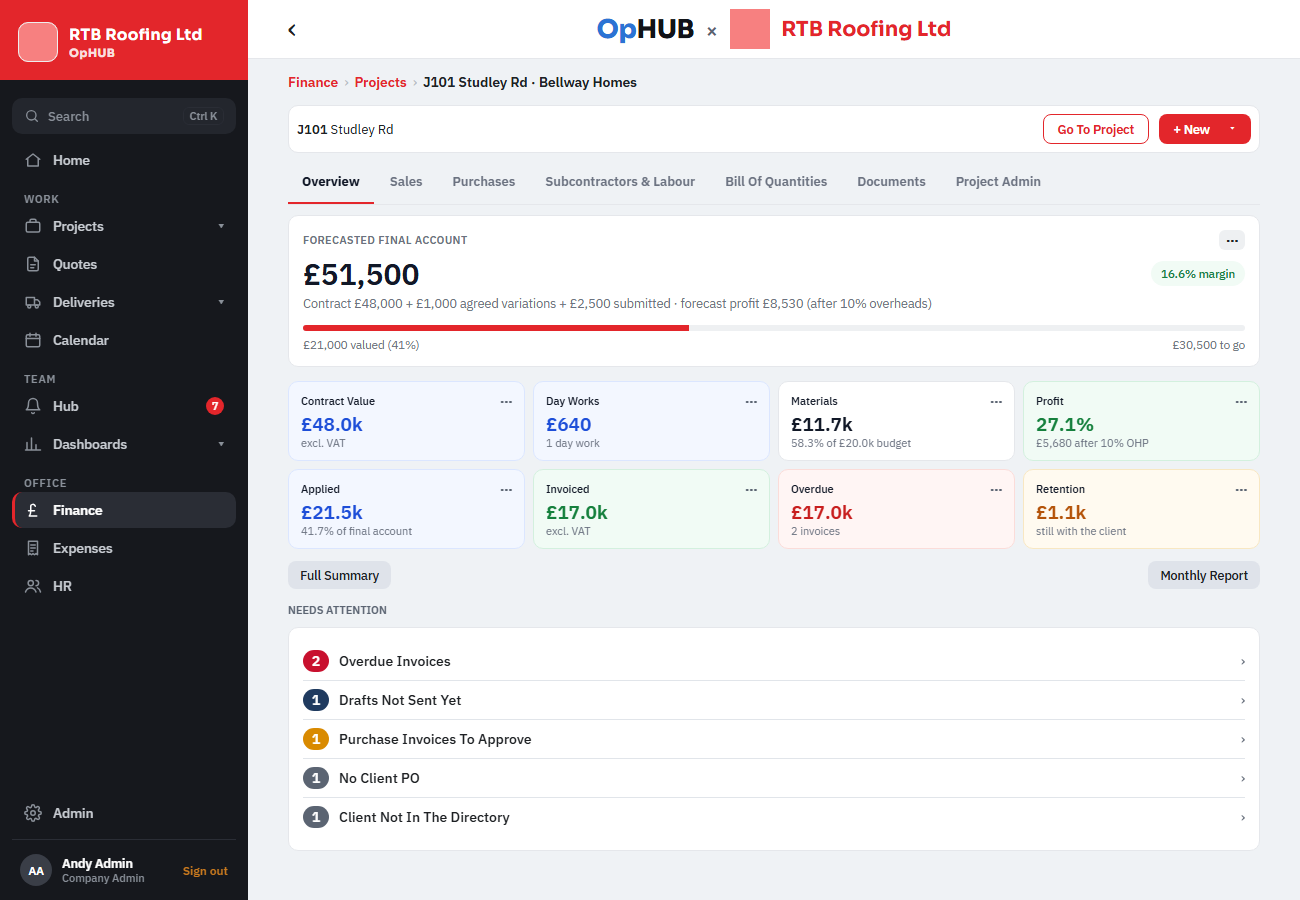 RTB Roofing Ltd
OpHUB
Search
Ctrl K
Home
WORK
Projects
Quotes
Deliveries
Calendar
TEAM
Hub
7
Dashboards
OFFICE
£ Finance
Expenses
HR
Admin
AA
Andy Admin
Company Admin
Sign out
OpHUB × RTB Roofing Ltd
Finance › Projects › J101 Studley Rd · Bellway Homes
J101 Studley Rd
Go To Project
+ New
Overview
Sales
Purchases
Subcontractors & Labour
Bill Of Quantities
Documents
Project Admin
FORECASTED FINAL ACCOUNT
£51,500
16.6% margin
Contract £48,000 + £1,000 agreed variations + £2,500 submitted · forecast profit £8,530 (after 10% overheads)
£21,000 valued (41%)
£30,500 to go
Contract Value
£48.0k
excl. VAT
Day Works
£640
1 day work
Materials
£11.7k
58.3% of £20.0k budget
Profit
27.1%
£5,680 after 10% OHP
Applied
£21.5k
41.7% of final account
Invoiced
£17.0k
excl. VAT
Overdue
£17.0k
2 invoices
Retention
£1.1k
still with the client
Full Summary
Monthly Report
NEEDS ATTENTION
2 Overdue Invoices
1 Drafts Not Sent Yet
1 Purchase Invoices To Approve
1 No Client PO
1 Client Not In The Directory